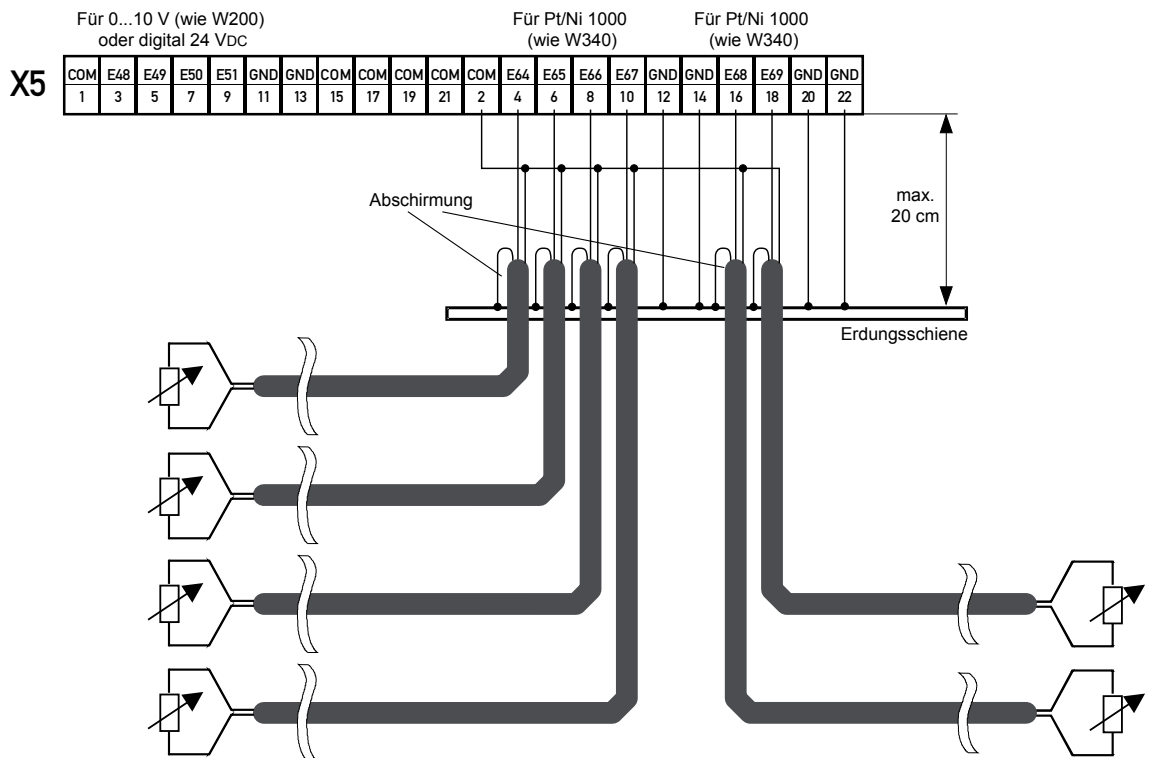 Für 0...10 V (wie W200)
oder digital 24 VDC
Für Pt/Ni 1000
(wie W340)
Für Pt/Ni 1000
(wie W340)
X5
COM E48 E49 E50 E51 GND GND COM COM COM COM COM E64 E65 E66 E67 GND GND E68 E69 GND GND
1 3 5 7 9 11 13 15 17 19 21 2 4 6 8 10 12 14 16 18 20 22
Abschirmung
max.
20 cm
Erdungsschiene